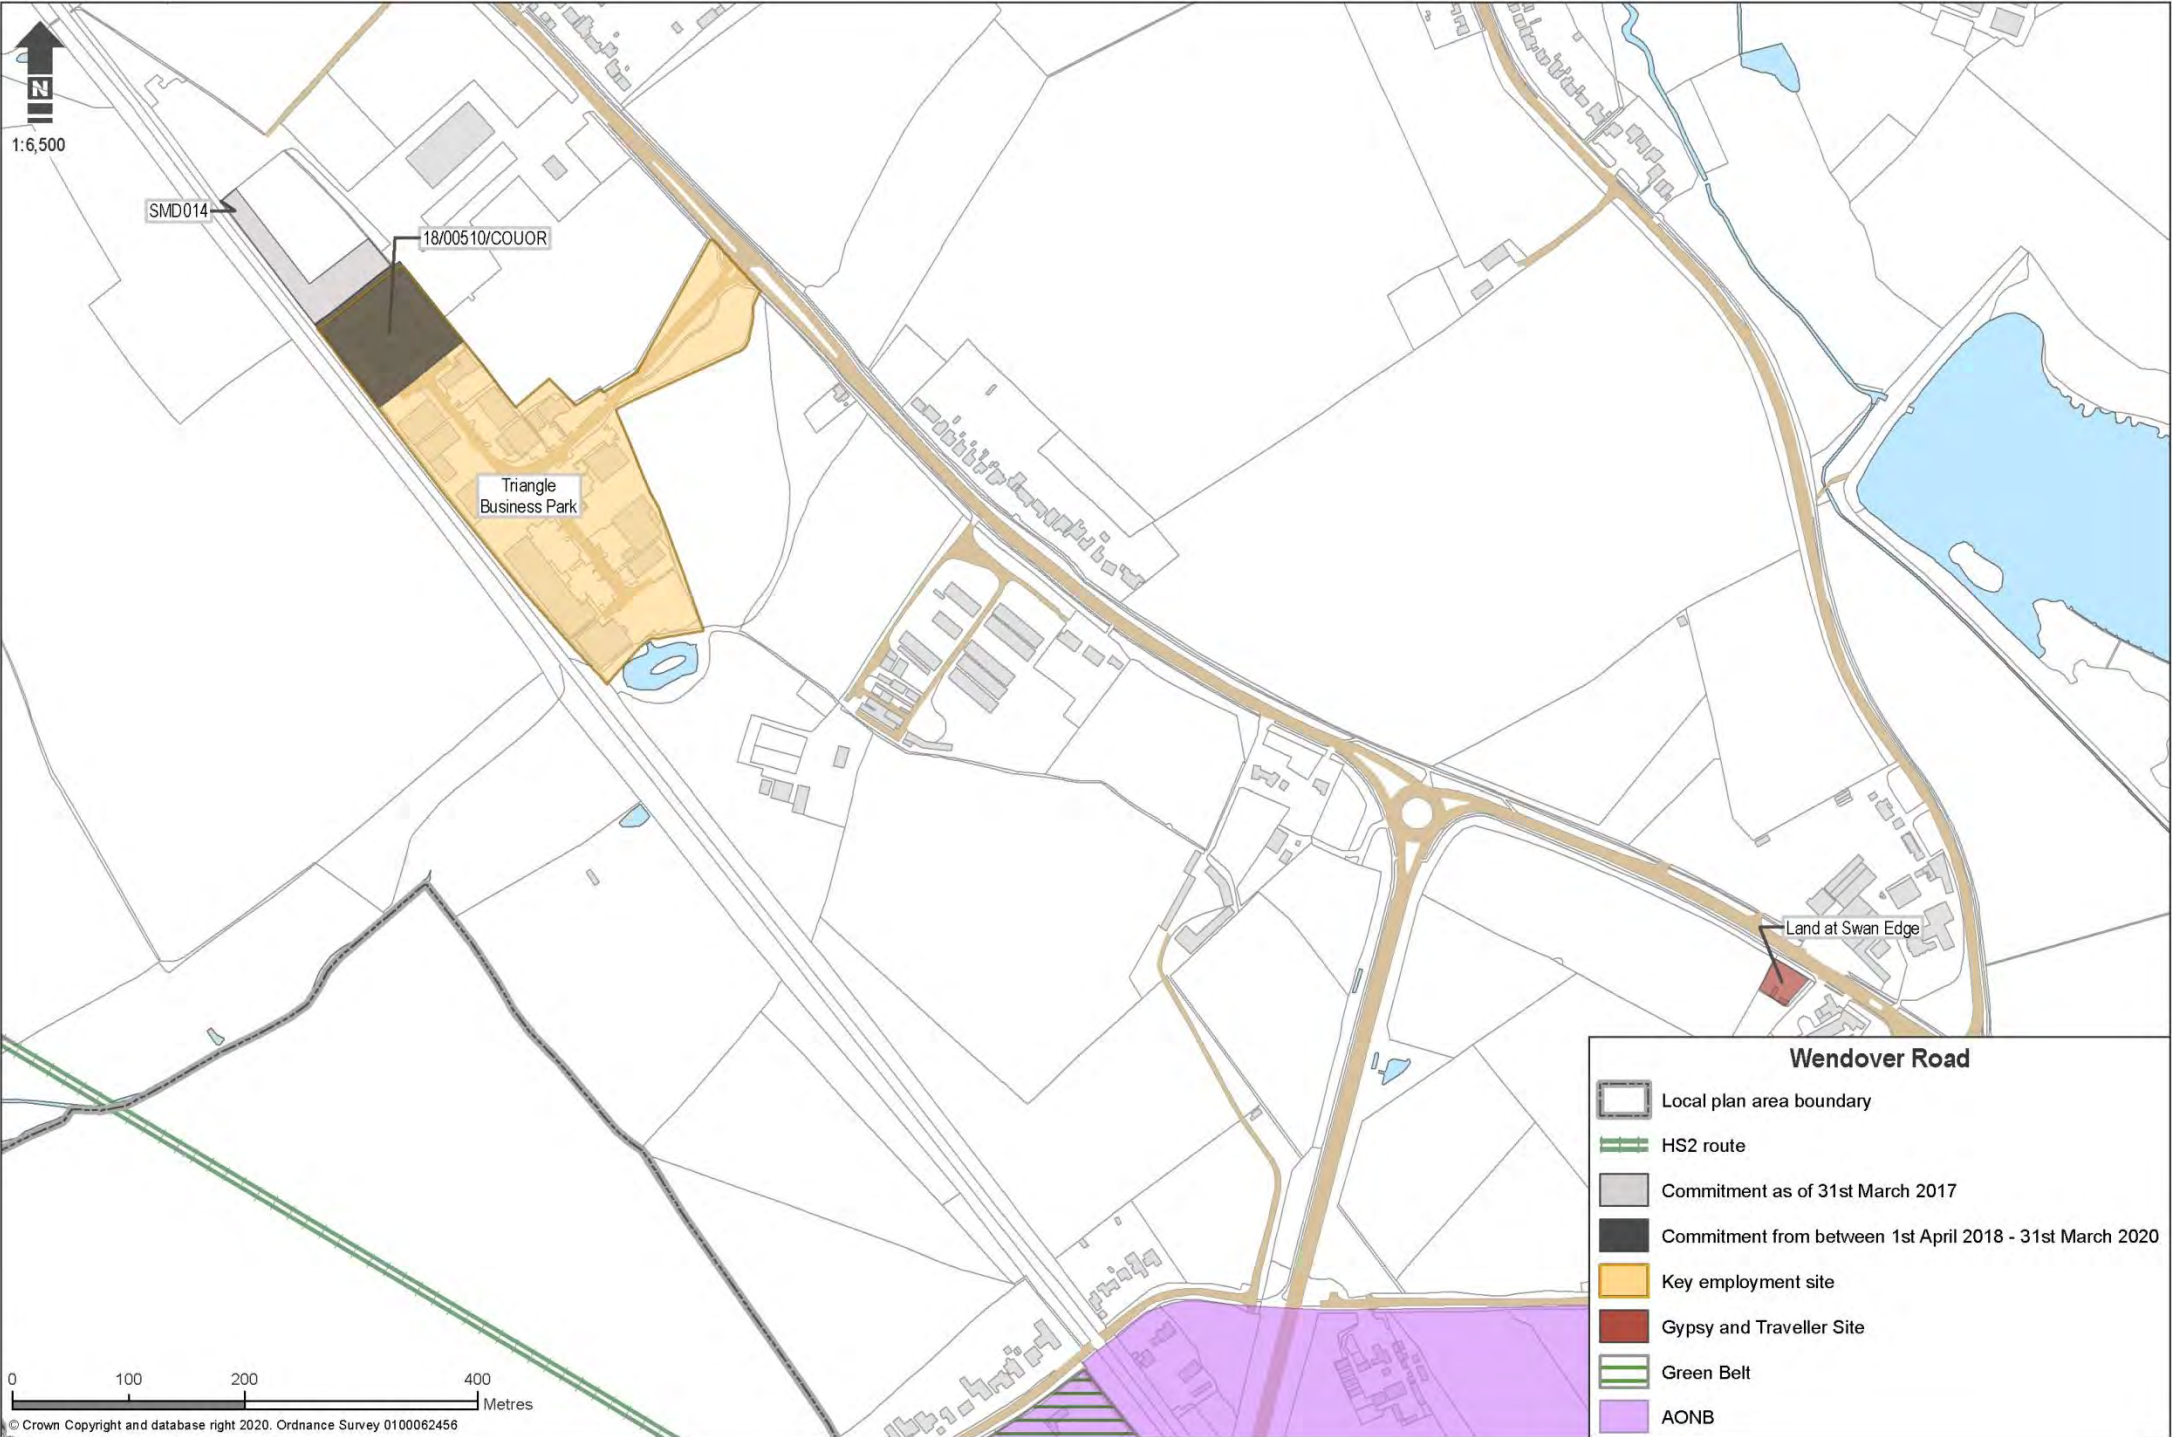 N
1:6,500
SMD014
18/00510/COUOR
Triangle
Business Park
Land at Swan Edge
Wendover Road
Local plan area boundary
HS2 route
Commitment as of 31st March 2017
Commitment from between 1st April 2018 - 31st March 2020
Key employment site
Gypsy and Traveller Site
Green Belt
AONB
0 100 200 400
Metres
© Crown Copyright and database right 2020. Ordnance Survey 0100062456